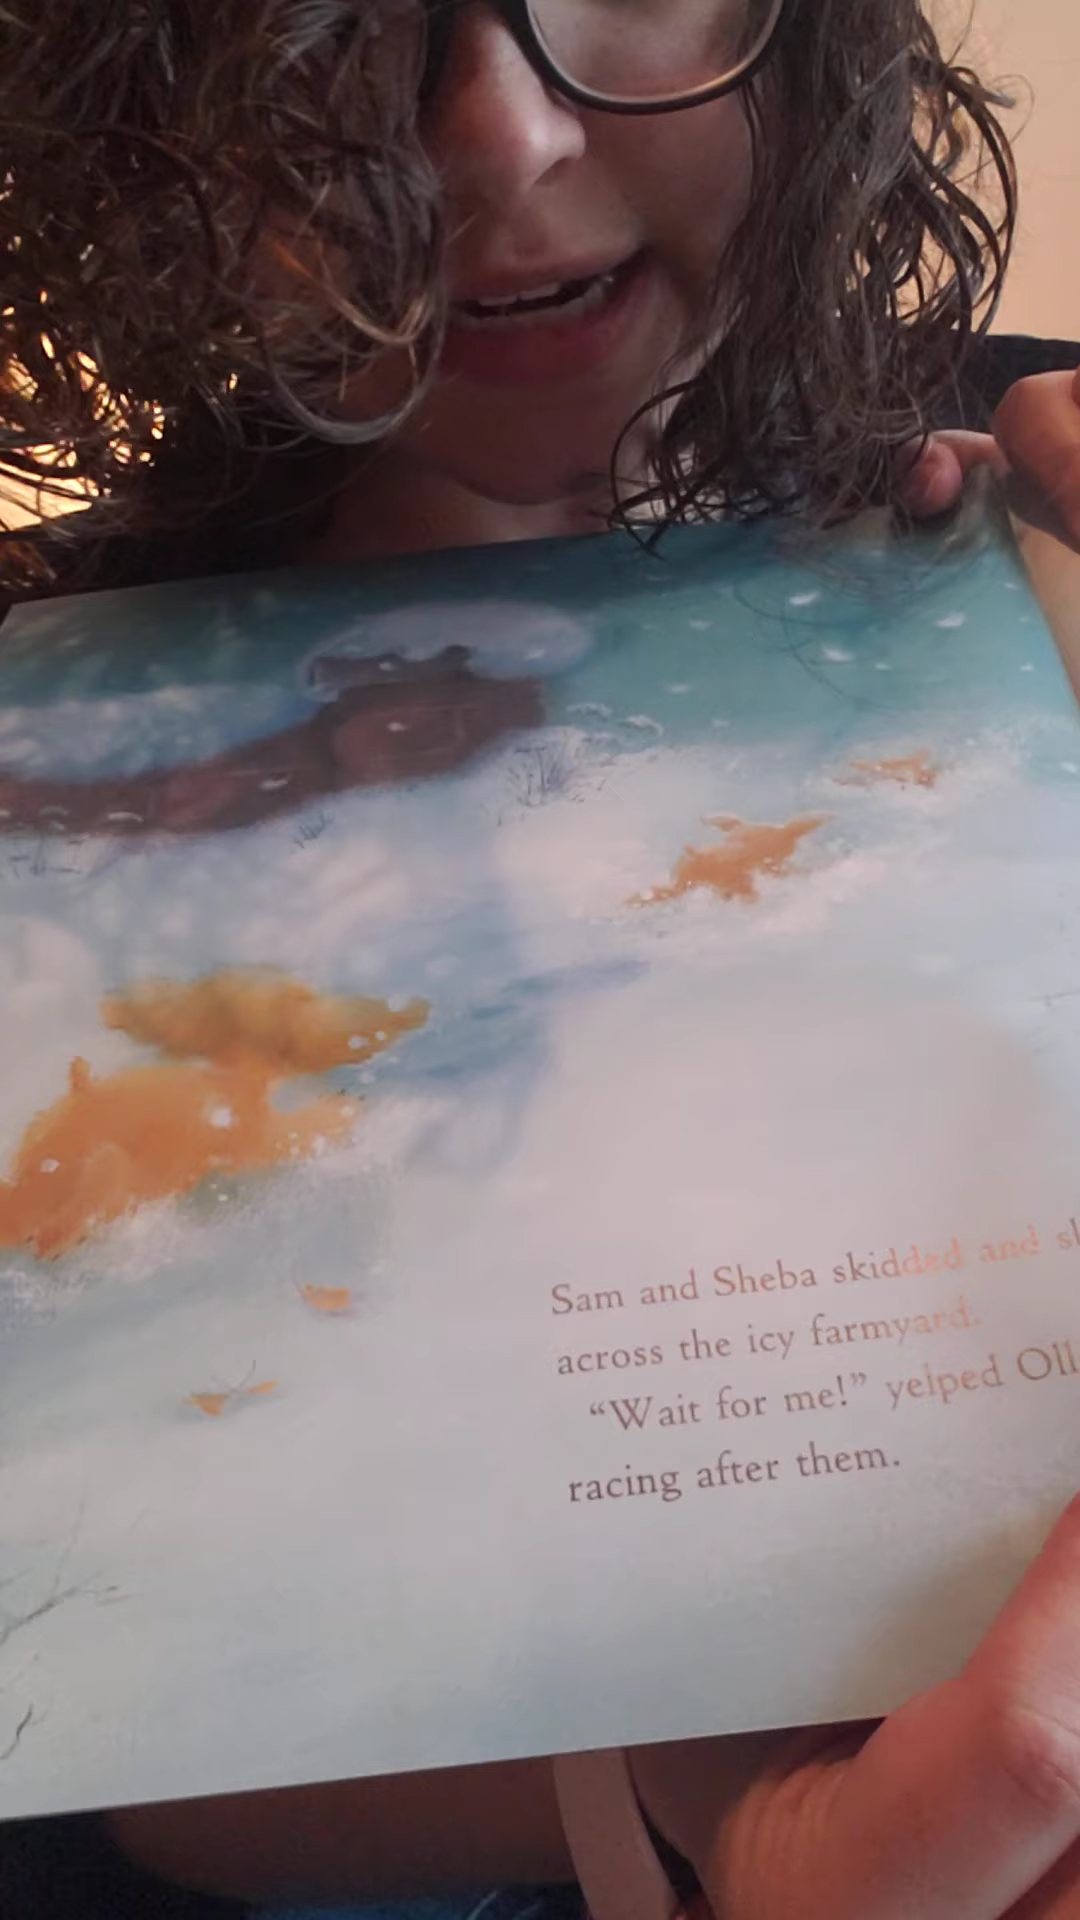 Sam and Sheba skidded and
across the icy farmyard.
“Wait for me!” yelped
racing after them.